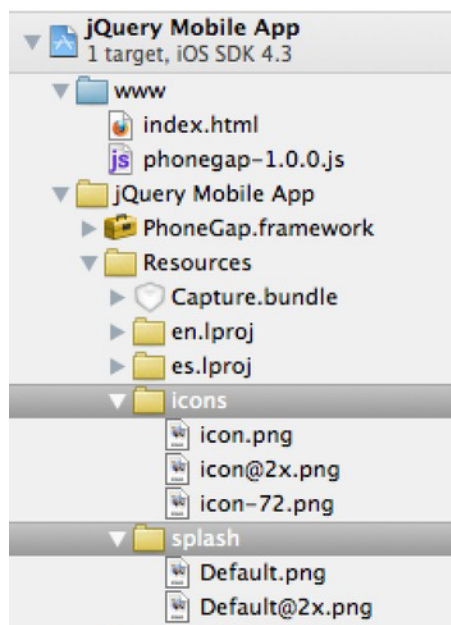 jQuery Mobile App
1 target, iOS SDK 4.3
www
index.html
js phonegap-1.0.0.js
jQuery Mobile App
PhoneGap.framework
Resources
Capture.bundle
en.lproj
es.lproj
icons
icon.png
icon@2x.png
icon-72.png
splash
Default.png
Default@2x.png